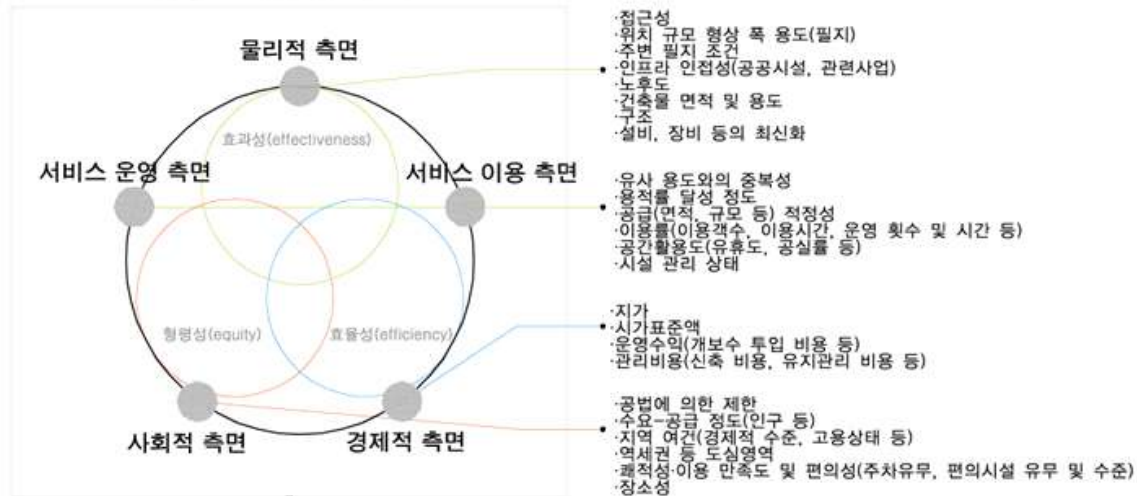 물리적 측면
효과성(effectiveness)
서비스 운영 측면
서비스 이용 측면
형평성(equity)
효율성(efficiency)
사회적 측면
경제적 측면
·접근성
·위치 규모 형상 폭 용도(필지)
·주변 필지 조건
·인프라 인접성(공공시설, 관련사업)
·노후도
·건축물 면적 및 용도
·구조
·설비, 장비 등의 최신화
·유사 용도와의 중복성
·용적률 달성 정도
·공급(면적, 규모 등) 적정성
·이용률(이용객수, 이용시간, 운영 횟수 및 시간 등)
·공간활용도(유휴도, 공실률 등)
·시설 관리 상태
·지가
·시가표준액
·운영수익(개보수 투입 비용 등)
·관리비용(신축 비용, 유지관리 비용 등)
·공법에 의한 제한
·수요-공급 정도(인구 등)
·지역 여건(경제적 수준, 고용상태 등)
·역세권 등 도심영역
·쾌적성·이용 만족도 및 편의성(주차유무, 편의시설 유무 및 수준)
·장소성